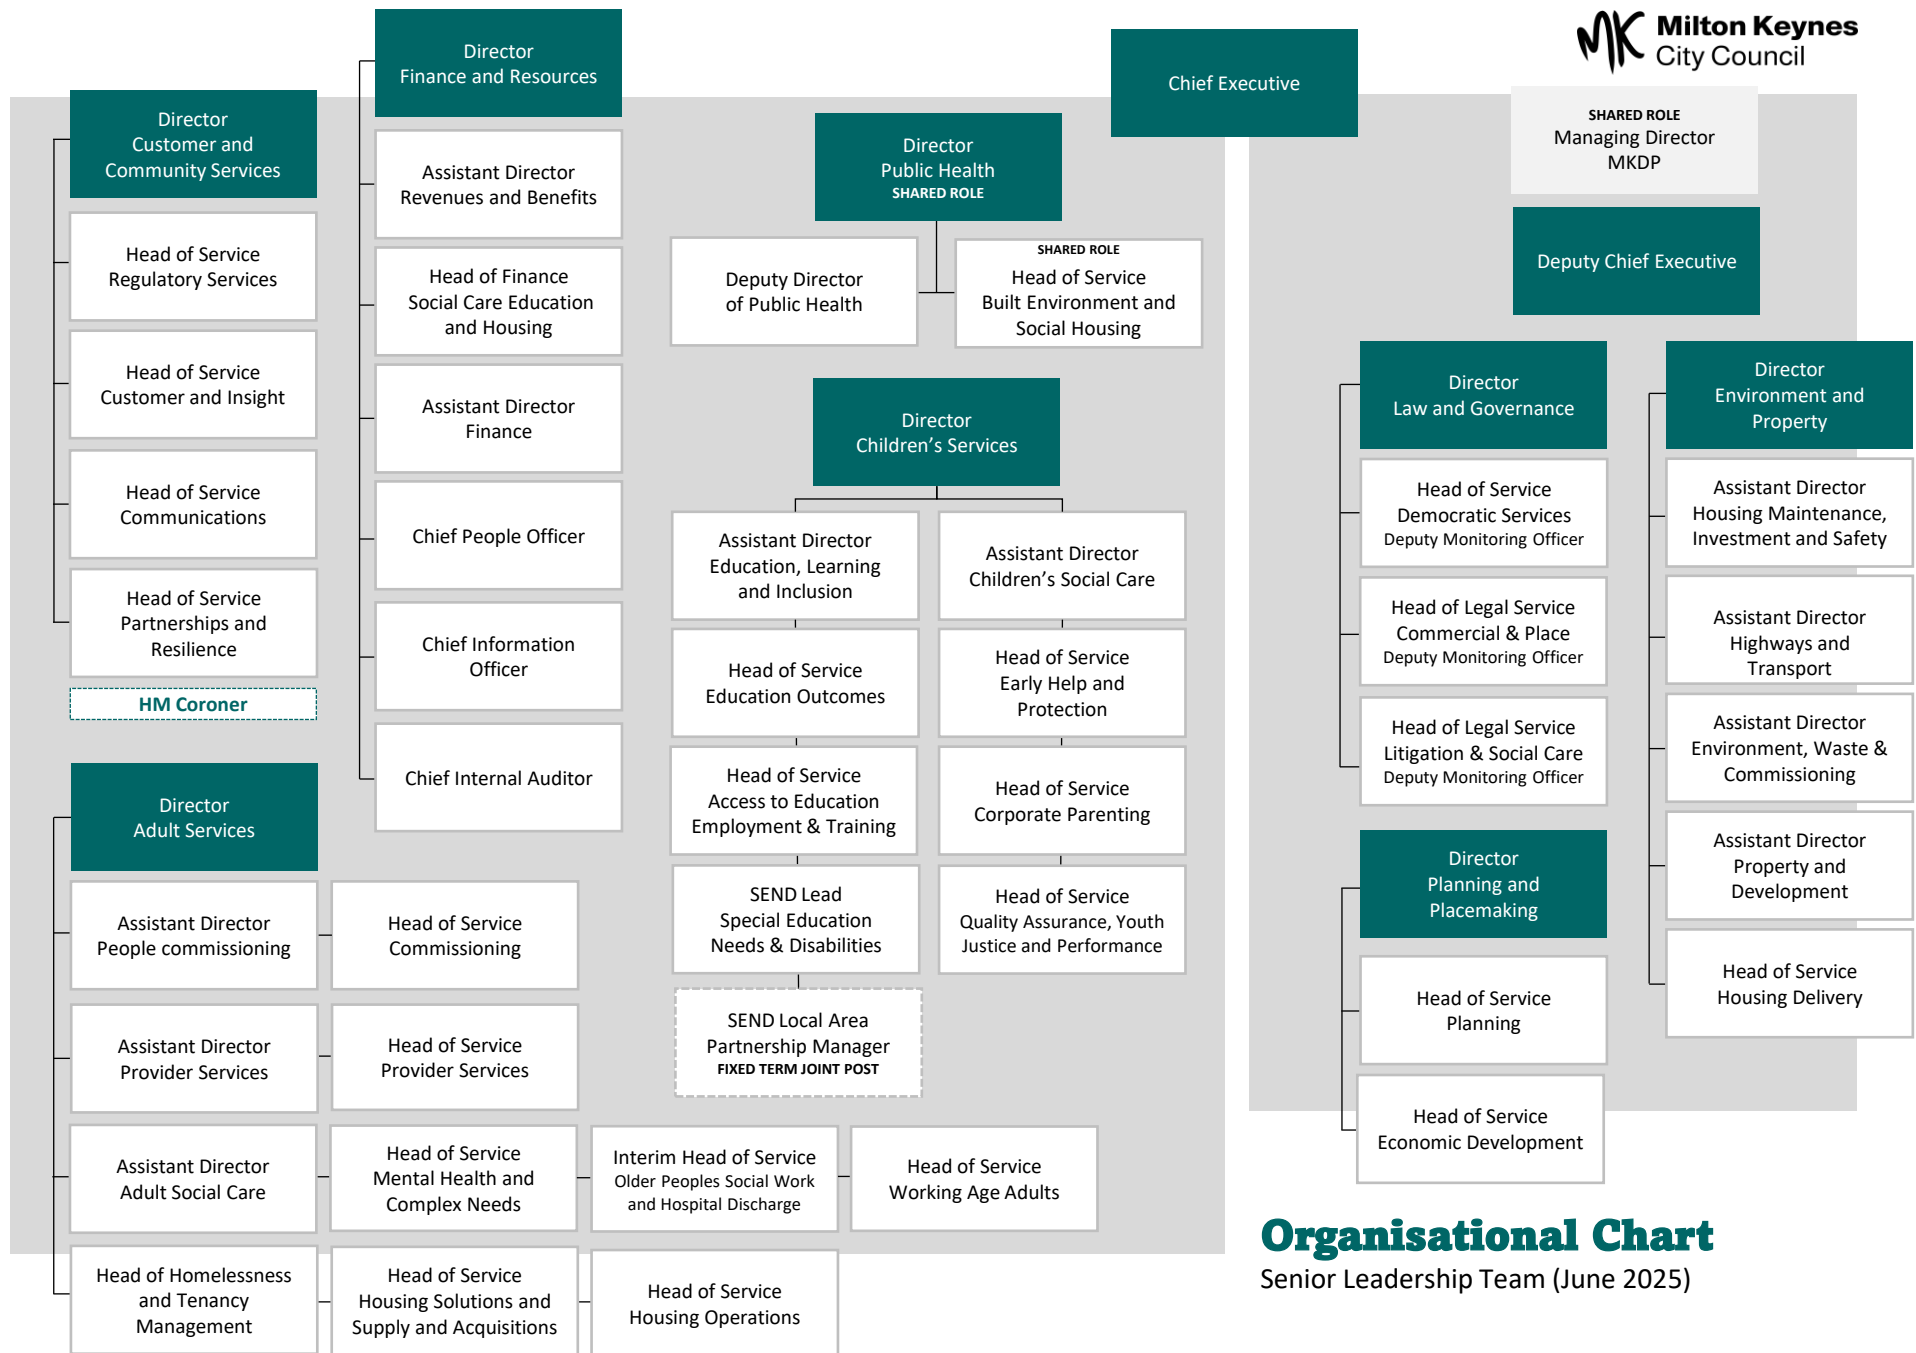 Milton Keynes
City Council
Director
Finance and Resources
Chief Executive
SHARED ROLE
Managing Director
MKDP
Director
Customer and
Community Services
Director
Public Health
SHARED ROLE
Assistant Director
Revenues and Benefits
Head of Service
Regulatory Services
Deputy Director
of Public Health
SHARED ROLE
Head of Service
Built Environment and
Social Housing
Deputy Chief Executive
Head of Finance
Social Care Education
and Housing
Head of Service
Customer and Insight
Assistant Director
Finance
Director
Children’s Services
Director
Law and Governance
Director
Environment and
Property
Head of Service
Communications
Chief People Officer
Assistant Director
Education, Learning
and Inclusion
Assistant Director
Children’s Social Care
Head of Service
Democratic Services
Deputy Monitoring Officer
Assistant Director
Housing Maintenance,
Investment and Safety
Head of Service
Partnerships and
Resilience
Chief Information
Officer
Head of Service
Education Outcomes
Head of Service
Early Help and
Protection
Head of Legal Service
Commercial & Place
Deputy Monitoring Officer
Assistant Director
Highways and
Transport
HM Coroner
Chief Internal Auditor
Head of Service
Access to Education
Employment & Training
Head of Service
Corporate Parenting
Head of Legal Service
Litigation & Social Care
Deputy Monitoring Officer
Assistant Director
Environment, Waste &
Commissioning
Director
Adult Services
SEND Lead
Special Education
Needs & Disabilities
Head of Service
Quality Assurance, Youth
Justice and Performance
Director
Planning and
Placemaking
Assistant Director
Property and
Development
Assistant Director
People commissioning
Head of Service
Commissioning
SEND Local Area
Partnership Manager
FIXED TERM JOINT POST
Head of Service
Planning
Head of Service
Housing Delivery
Assistant Director
Provider Services
Head of Service
Provider Services
Head of Service
Economic Development
Assistant Director
Adult Social Care
Head of Service
Mental Health and
Complex Needs
Interim Head of Service
Older Peoples Social Work
and Hospital Discharge
Head of Service
Working Age Adults
Head of Homelessness
and Tenancy
Management
Head of Service
Housing Solutions and
Supply and Acquisitions
Head of Service
Housing Operations
Organisational Chart
Senior Leadership Team (June 2025)